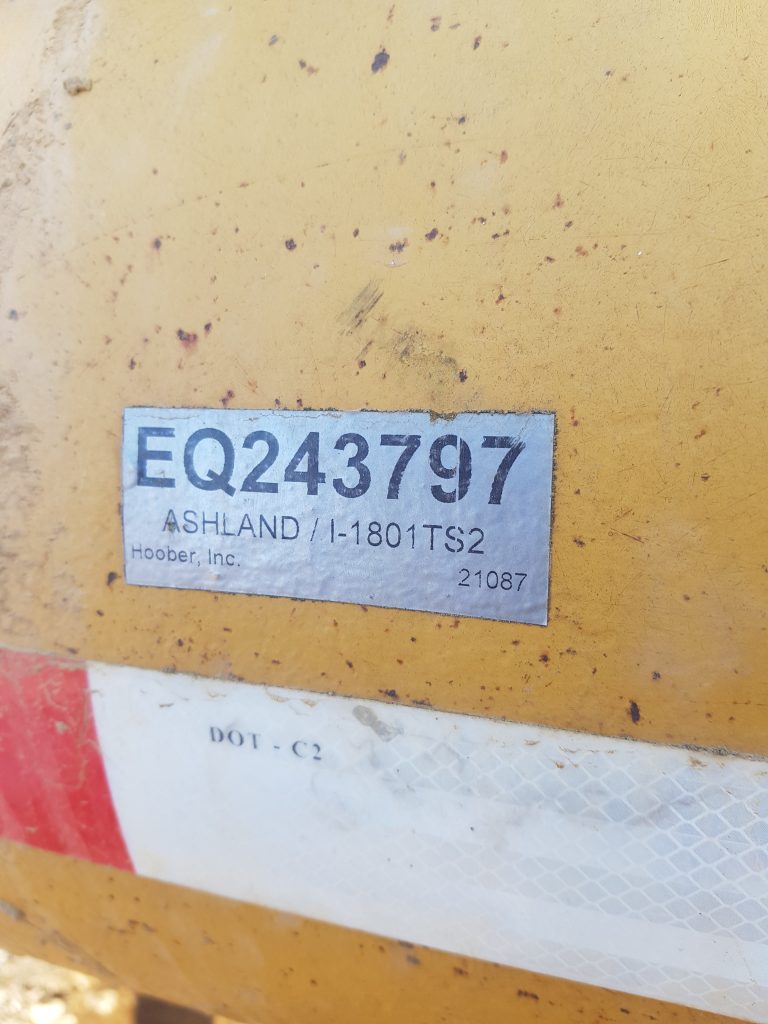 EQ243797
ASHLAND / I-1801TS2
Hoober, Inc.
21087
DOT - C2